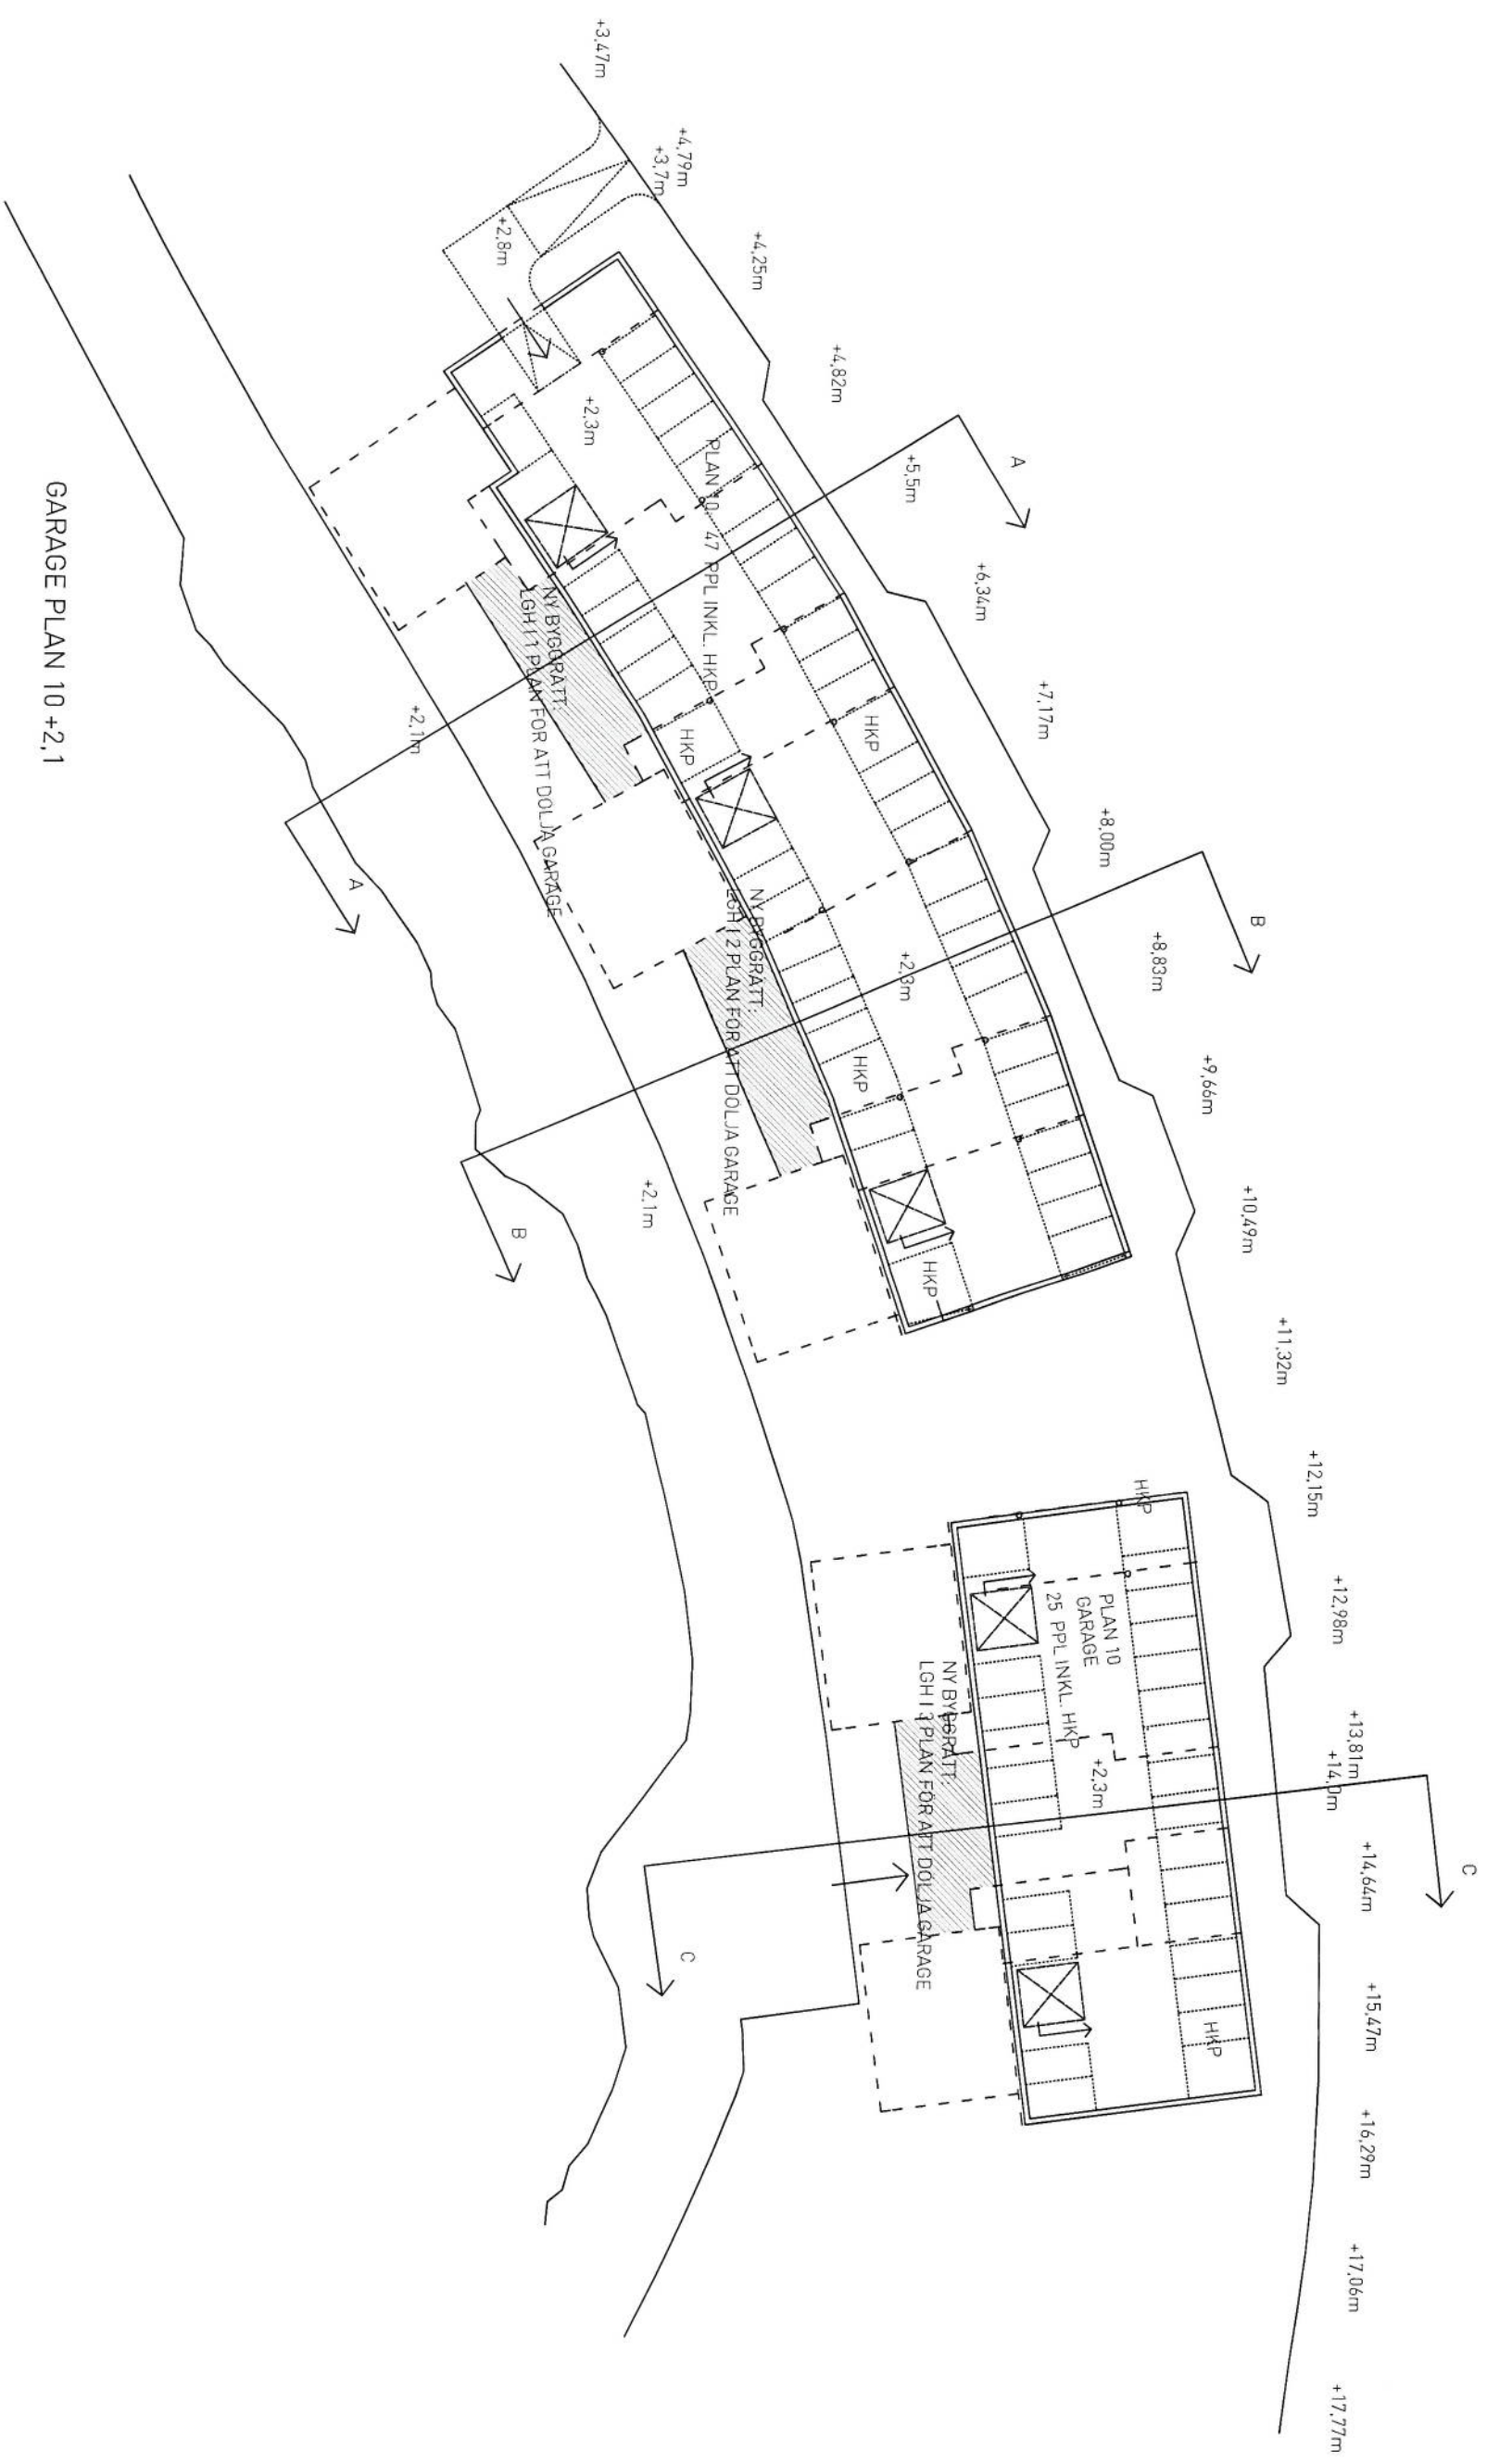 +3,47m
+4,79m
+3,7m
+2,8m
+4,25m
+4,82m
+2,3m
A
+5,5m
PLAN 10, 47 PPL INKL. HKP
+6,34m
+7,17m
HKP
HKP
NY BYGGRÄTT:
LGH I 1 PLAN FÖR ATT DÖLJA GARAGE
+2,1m
A
+8,00m
B
+8,83m
+2,3m
NY BYGGRÄTT:
LGH I 2 PLAN FÖR ATT DÖLJA GARAGE
HKP
+9,66m
+10,49m
+2,1m
B
HKP
+11,32m
+12,15m
HKP
+12,98m
PLAN 10
GARAGE
25 PPL INKL. HKP
NY BYGGRÄTT:
LGH I 3 PLAN FÖR ATT DÖLJA GARAGE
+2,3m
+13,81m
+14,0m
+14,64m
C
C
+15,47m
HKP
+16,29m
+17,06m
+17,77m
GARAGE PLAN 10 +2,1